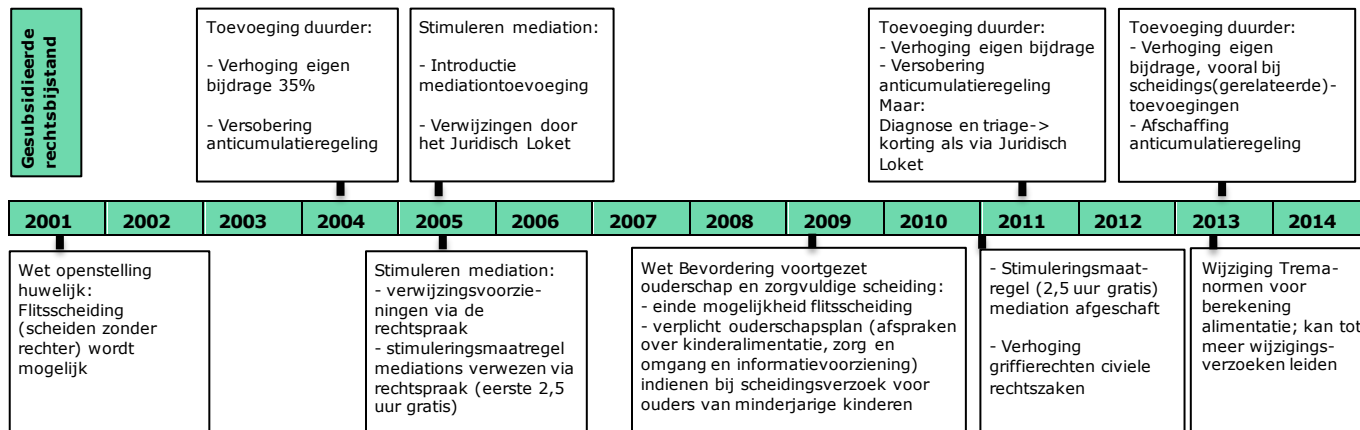 Gesubsidieerde
rechtsbijstand
Toevoeging duurder:
- Verhoging eigen
bijdrage 35%
- Versobering
anticumulatieregeling
Stimuleren mediation:
- Introductie
mediationtoevoeging
- Verwijzingen door
het Juridisch Loket
Toevoeging duurder:
- Verhoging eigen bijdrage
- Versobering
anticumulatieregeling
Maar:
Diagnose en triage->
korting als via Juridisch
Loket
Toevoeging duurder:
- Verhoging eigen
bijdrage, vooral bij
scheidings(gerelateerde)-
toevoegingen
- Afschaffing
anticumulatieregeling
2001 2002 2003 2004 2005 2006 2007 2008 2009 2010 2011 2012 2013 2014
Wet openstelling
huwelijk:
Flitsscheiding
(scheiden zonder
rechter) wordt
mogelijk
Stimuleren mediation:
- verwijzingsvoorzie-
ningen via de
rechtspraak
- stimuleringsmaatregel
mediations verwezen via
rechtspraak (eerste 2,5
uur gratis)
Wet Bevordering voortgezet
ouderschap en zorgvuldige scheiding:
- einde mogelijkheid flitsscheiding
- verplicht ouderschapsplan (afspraken
over kinderalimentatie, zorg en
omgang en informatievoorziening)
indienen bij scheidingsverzoek voor
ouders van minderjarige kinderen
- Stimuleringsmaat-
regel (2,5 uur gratis)
mediation afgeschaft
- Verhoging
griffierechten civiele
rechtszaken
Wijziging Trema-
normen voor
berekening
alimentatie; kan tot
meer wijzigings-
verzoeken leiden